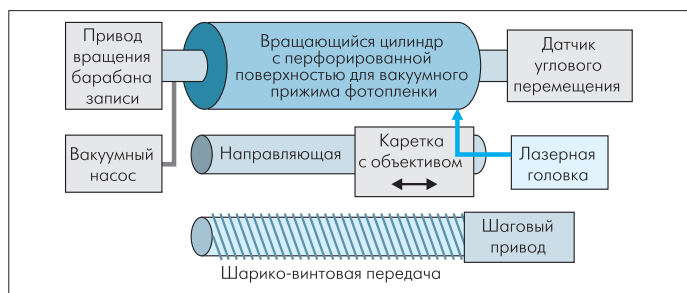 Привод
вращения
барабана
записи
Вращающийся цилиндр
с перфорированной
поверхностью для вакуумного
прижима фотопленки
Датчик
углового
перемещения
Вакуумный
насос
Направляющая
Каретка
с объективом
Лазерная
головка
Шаговый
привод
Шарико-винтовая передача